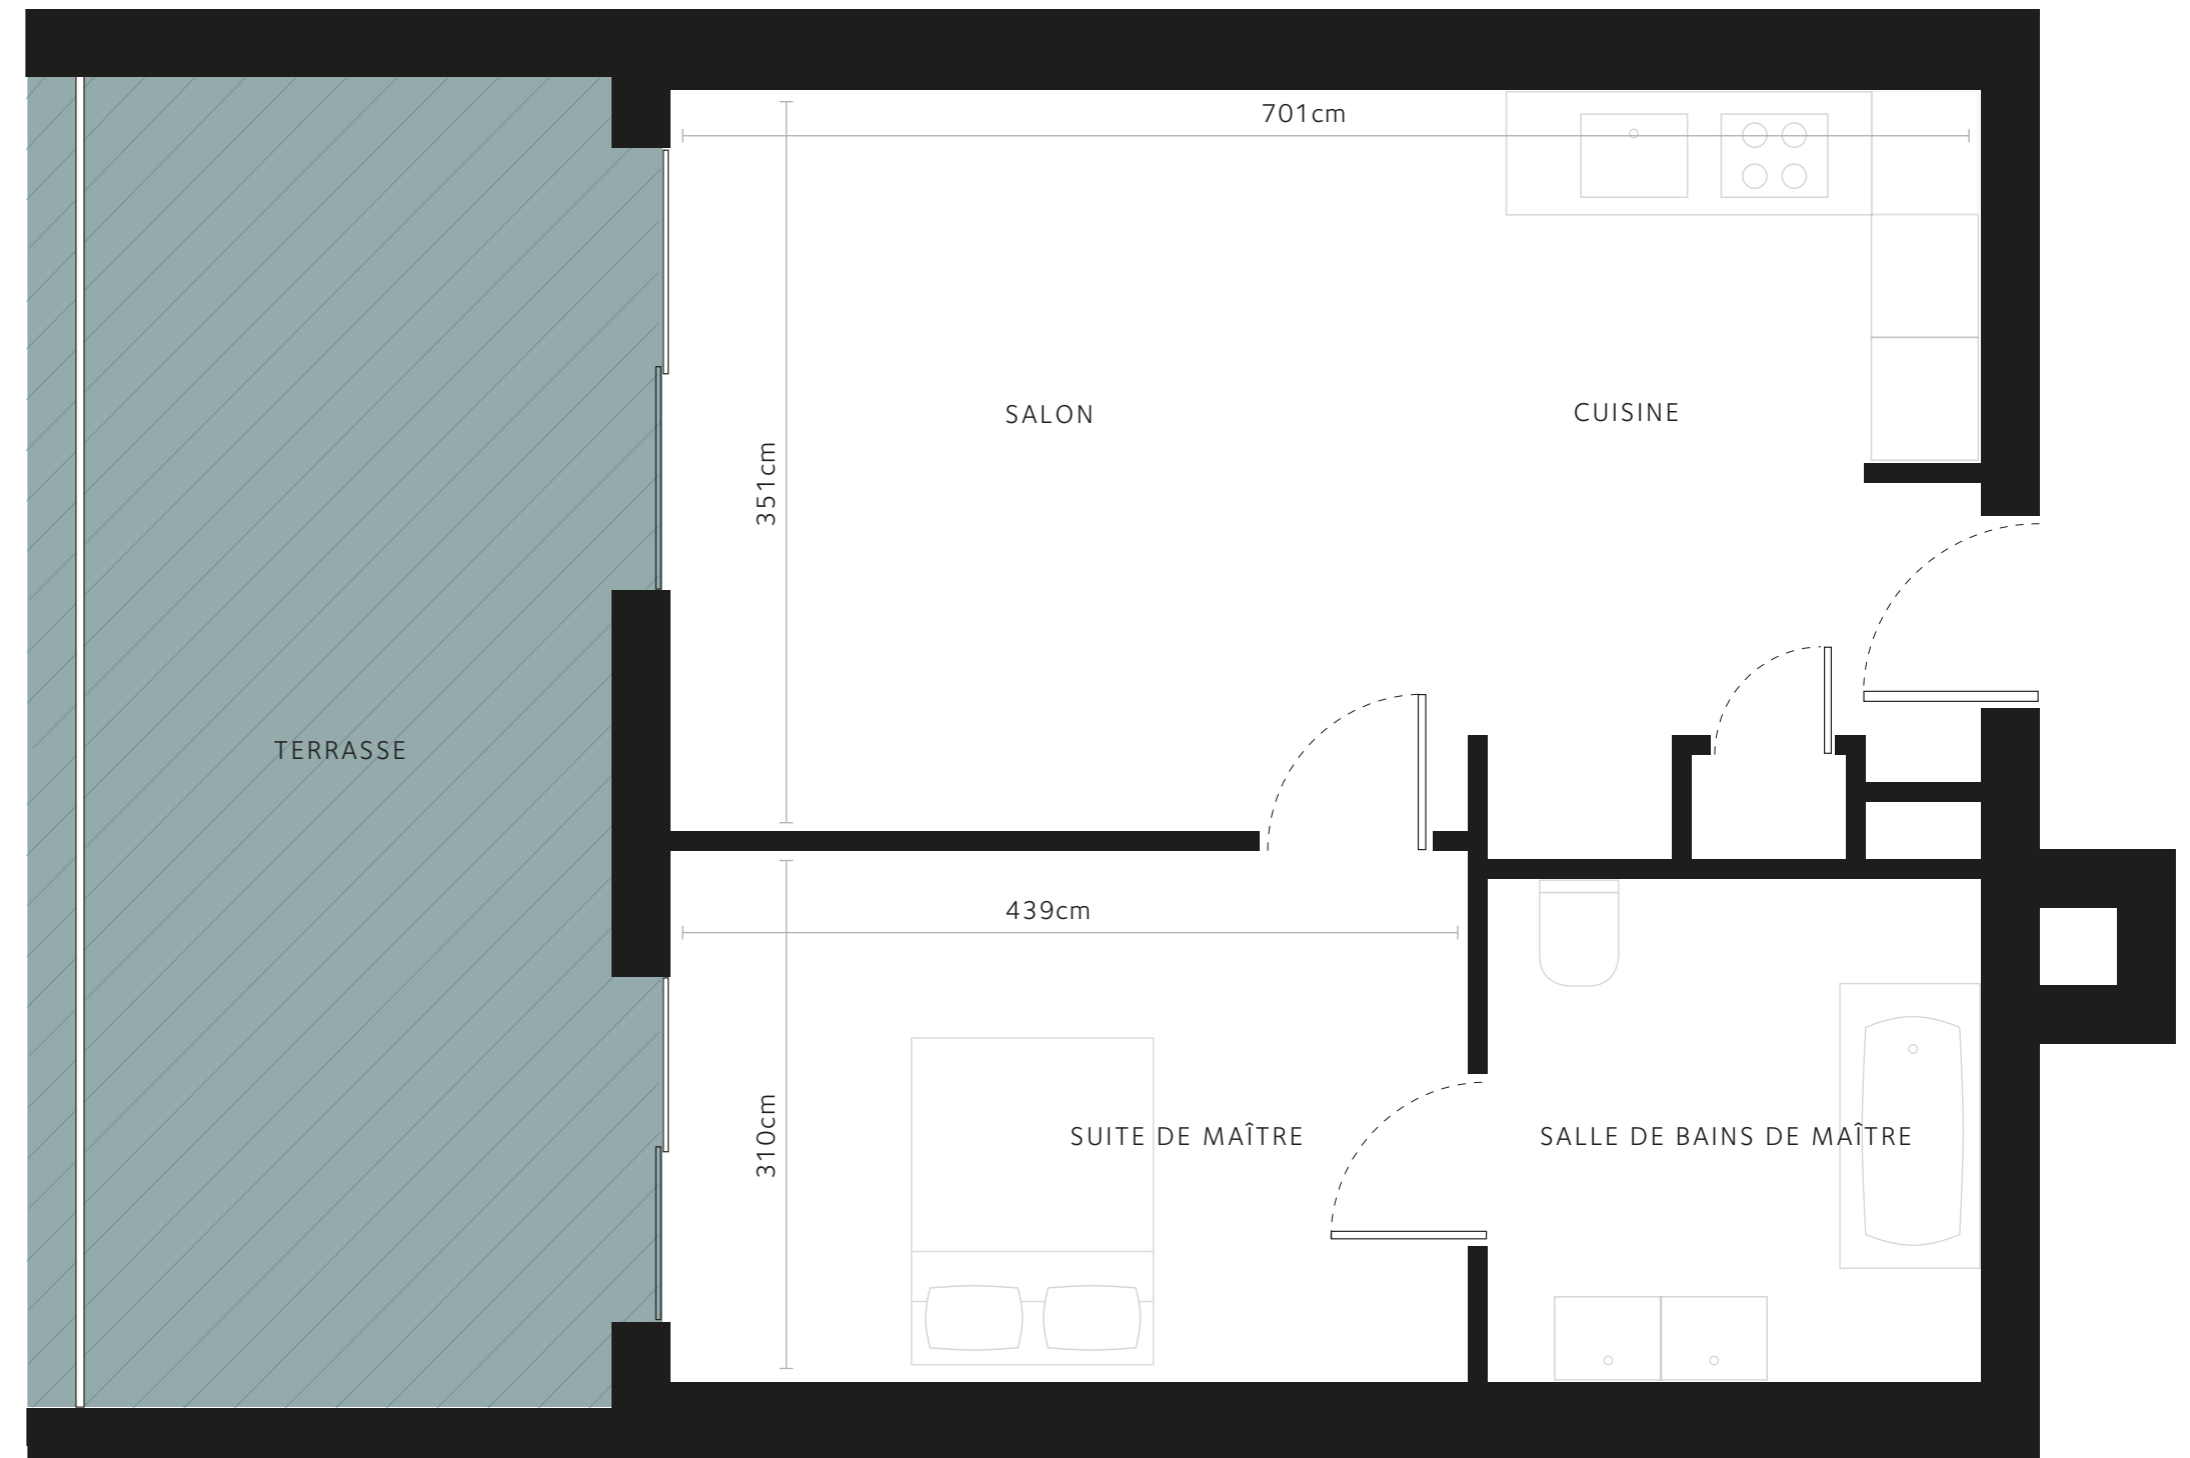 701cm
SALON
CUISINE
351cm
TERRASSE
439cm
310cm
SUITE DE MAÎTRE
SALLE DE BAINS DE MAÎTRE